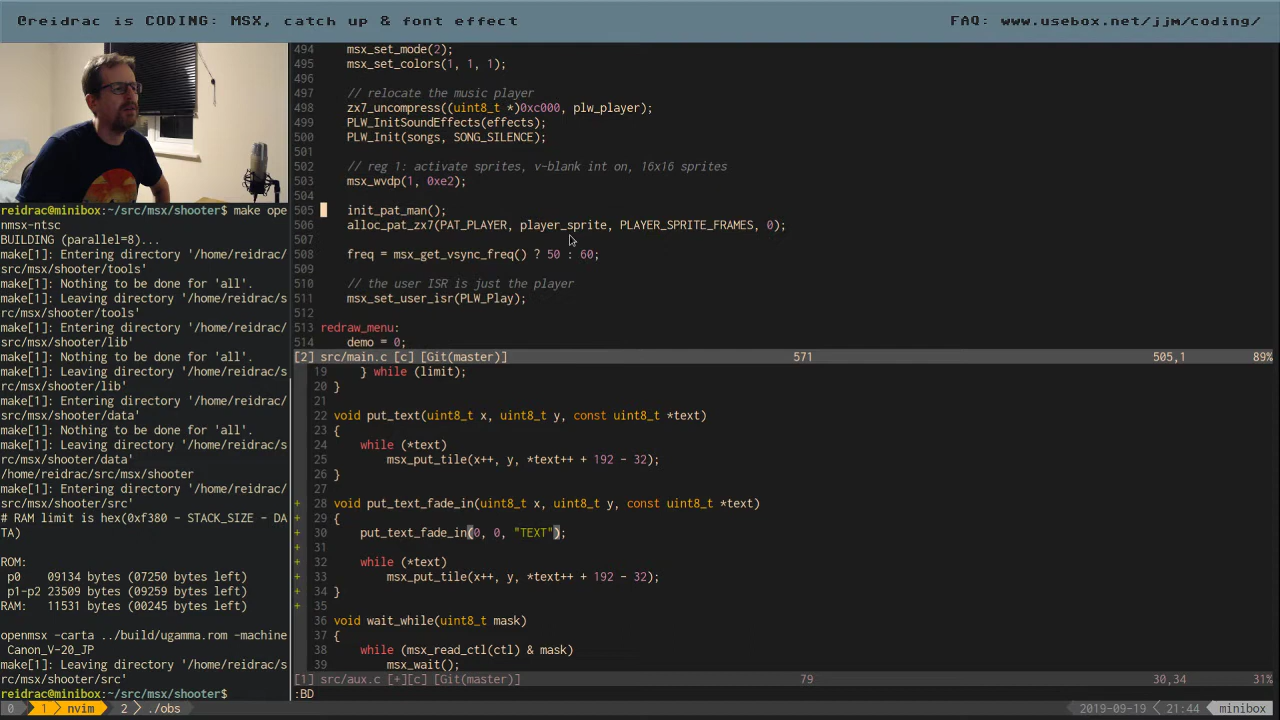 @reidrac is CODING: MSX, catch up & font effect
FAQ: www.usebox.net/jjm/coding/
reidrac@minibox:~/src/msx/shooter$ make ope
nmsx-ntsc
BUILDING (parallel=8)...
make[1]: Entering directory '/home/reidrac/s
rc/msx/shooter/tools'
make[1]: Nothing to be done for 'all'.
make[1]: Leaving directory '/home/reidrac/s
rc/msx/shooter/tools'
make[1]: Entering directory '/home/reidrac/s
rc/msx/shooter/lib'
make[1]: Nothing to be done for 'all'.
make[1]: Leaving directory '/home/reidrac/s
rc/msx/shooter/lib'
make[1]: Entering directory '/home/reidrac/s
rc/msx/shooter/data'
make[1]: Nothing to be done for 'all'.
make[1]: Leaving directory '/home/reidrac/s
rc/msx/shooter/data'
/home/reidrac/src/msx/shooter
make[1]: Entering directory '/home/reidrac/s
rc/msx/shooter/src'
# RAM limit is hex(0xf380 - STACK_SIZE - DA
TA)
ROM:
p0 09134 bytes (07250 bytes left)
p1-p2 23509 bytes (09259 bytes left)
RAM: 11531 bytes (00245 bytes left)
openmsx -carta ../build/ugamma.rom -machine
Canon_V-20_JP
make[1]: Leaving directory '/home/reidrac/s
rc/msx/shooter/src'
reidrac@minibox:~/src/msx/shooter$
494 msx_set_mode(2);
495 msx_set_colors(1, 1, 1);
496
497 // relocate the music player
498 zx7_uncompress((uint8_t *)0xc000, plw_player);
499 PLW_InitSoundEffects(effects);
500 PLW_Init(songs, SONG_SILENCE);
501
502 // reg 1: activate sprites, v-blank int on, 16x16 sprites
503 msx_wvdp(1, 0xe2);
504
505 init_pat_man();
506 alloc_pat_zx7(PAT_PLAYER, player_sprite, PLAYER_SPRITE_FRAMES, 0);
507
508 freq = msx_get_vsync_freq() ? 50 : 60;
509
510 // the user ISR is just the player
511 msx_set_user_isr(PLW_Play);
512
513 redraw_menu:
514 demo = 0;
[2] src/main.c [c] [Git(master)] 571 505,1 89%
19 } while (limit);
20 }
21
22 void put_text(uint8_t x, uint8_t y, const uint8_t *text)
23 {
24 while (*text)
25 msx_put_tile(x++, y, *text++ + 192 - 32);
26 }
27
+ 28 void put_text_fade_in(uint8_t x, uint8_t y, const uint8_t *text)
+ 29 {
+ 30 put_text_fade_in(0, 0, "TEXT");
+ 31
+ 32 while (*text)
+ 33 msx_put_tile(x++, y, *text++ + 192 - 32);
+ 34 }
+ 35
36 void wait_while(uint8_t mask)
37 {
38 while (msx_read_ctl(ctl) & mask)
39 msx_wait();
[1] src/aux.c [+][c] [Git(master)] 79 30,34 31%
:BD
0 1 nvim 2 ./obs 2019-09-19 21:44 minibox